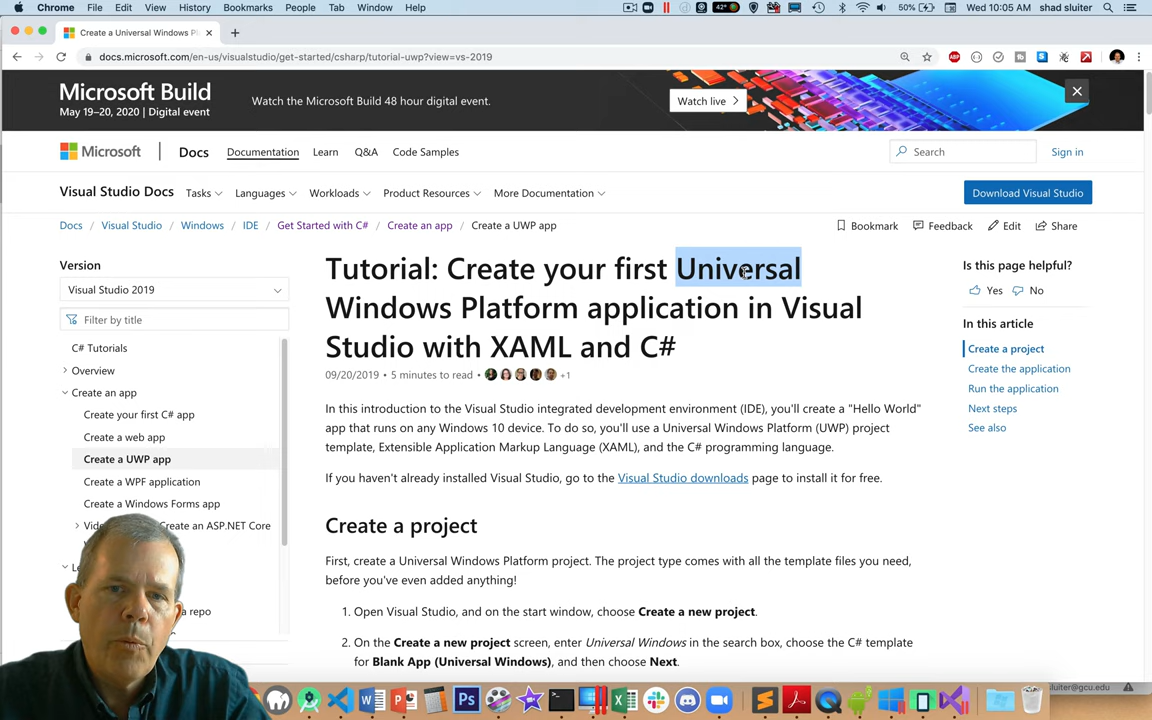 Chrome File Edit View History Bookmarks People Tab Window Help 42° 50% Wed 10:05 AM shad sluiter
Create a Universal Windows Pl
docs.microsoft.com/en-us/visualstudio/get-started/csharp/tutorial-uwp?view=vs-2019
Microsoft Build
May 19–20, 2020 | Digital event
Watch the Microsoft Build 48 hour digital event.
Watch live
Microsoft Docs Documentation Learn Q&A Code Samples Search Sign in
Visual Studio Docs Tasks Languages Workloads Product Resources More Documentation Download Visual Studio
Docs / Visual Studio / Windows / IDE / Get Started with C# / Create an app / Create a UWP app Bookmark Feedback Edit Share
Version
Visual Studio 2019
Filter by title
C# Tutorials
Overview
Create an app
Create your first C# app
Create a web app
Create a UWP app
Create a WPF application
Create a Windows Forms app
Create an ASP.NET Core
a repo
Tutorial: Create your first Universal
Windows Platform application in Visual
Studio with XAML and C#
09/20/2019 • 5 minutes to read +1
In this introduction to the Visual Studio integrated development environment (IDE), you'll create a "Hello World"
app that runs on any Windows 10 device. To do so, you'll use a Universal Windows Platform (UWP) project
template, Extensible Application Markup Language (XAML), and the C# programming language.
If you haven't already installed Visual Studio, go to the Visual Studio downloads page to install it for free.
Create a project
First, create a Universal Windows Platform project. The project type comes with all the template files you need,
before you've even added anything!
1. Open Visual Studio, and on the start window, choose Create a new project.
2. On the Create a new project screen, enter Universal Windows in the search box, choose the C# template
for Blank App (Universal Windows), and then choose Next.
Is this page helpful?
Yes No
In this article
Create a project
Create the application
Run the application
Next steps
See also
sluiter@gcu.edu